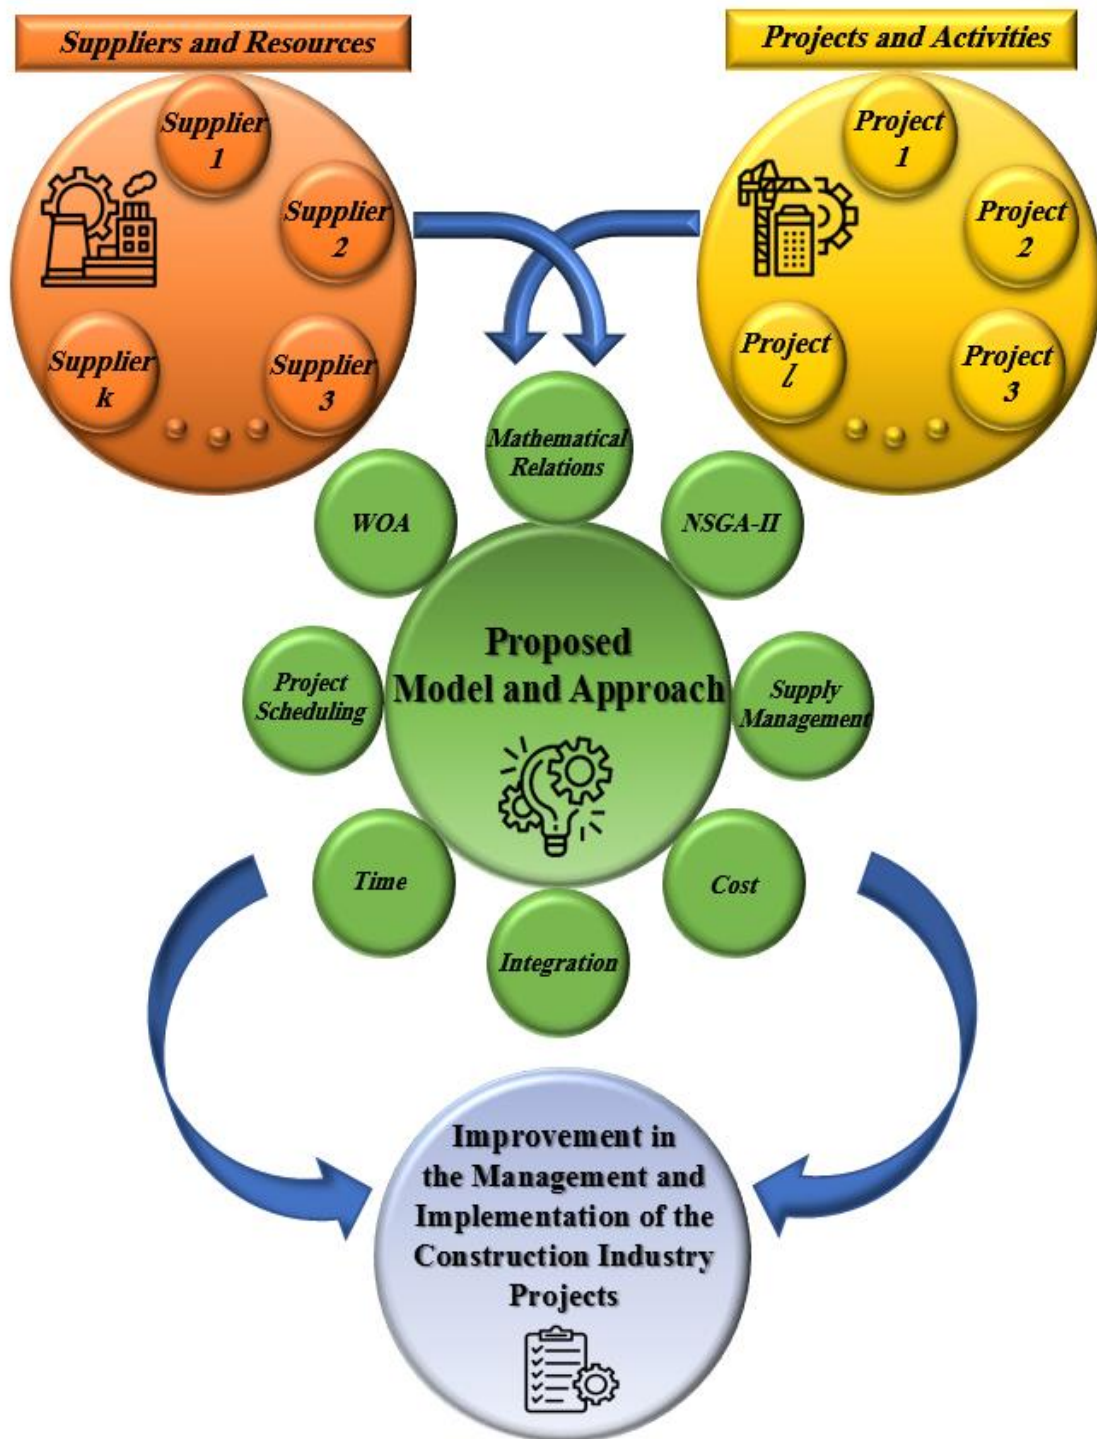 Suppliers and Resources
Supplier
1
Supplier
2
Supplier
3
Supplier
k
Projects and Activities
Project
1
Project
2
Project
3
Project
l
Mathematical
Relations
NSGA-II
Supply
Management
Cost
Integration
Time
Project
Scheduling
WOA
Proposed
Model and Approach
Improvement in
the Management and
Implementation of the
Construction Industry
Projects